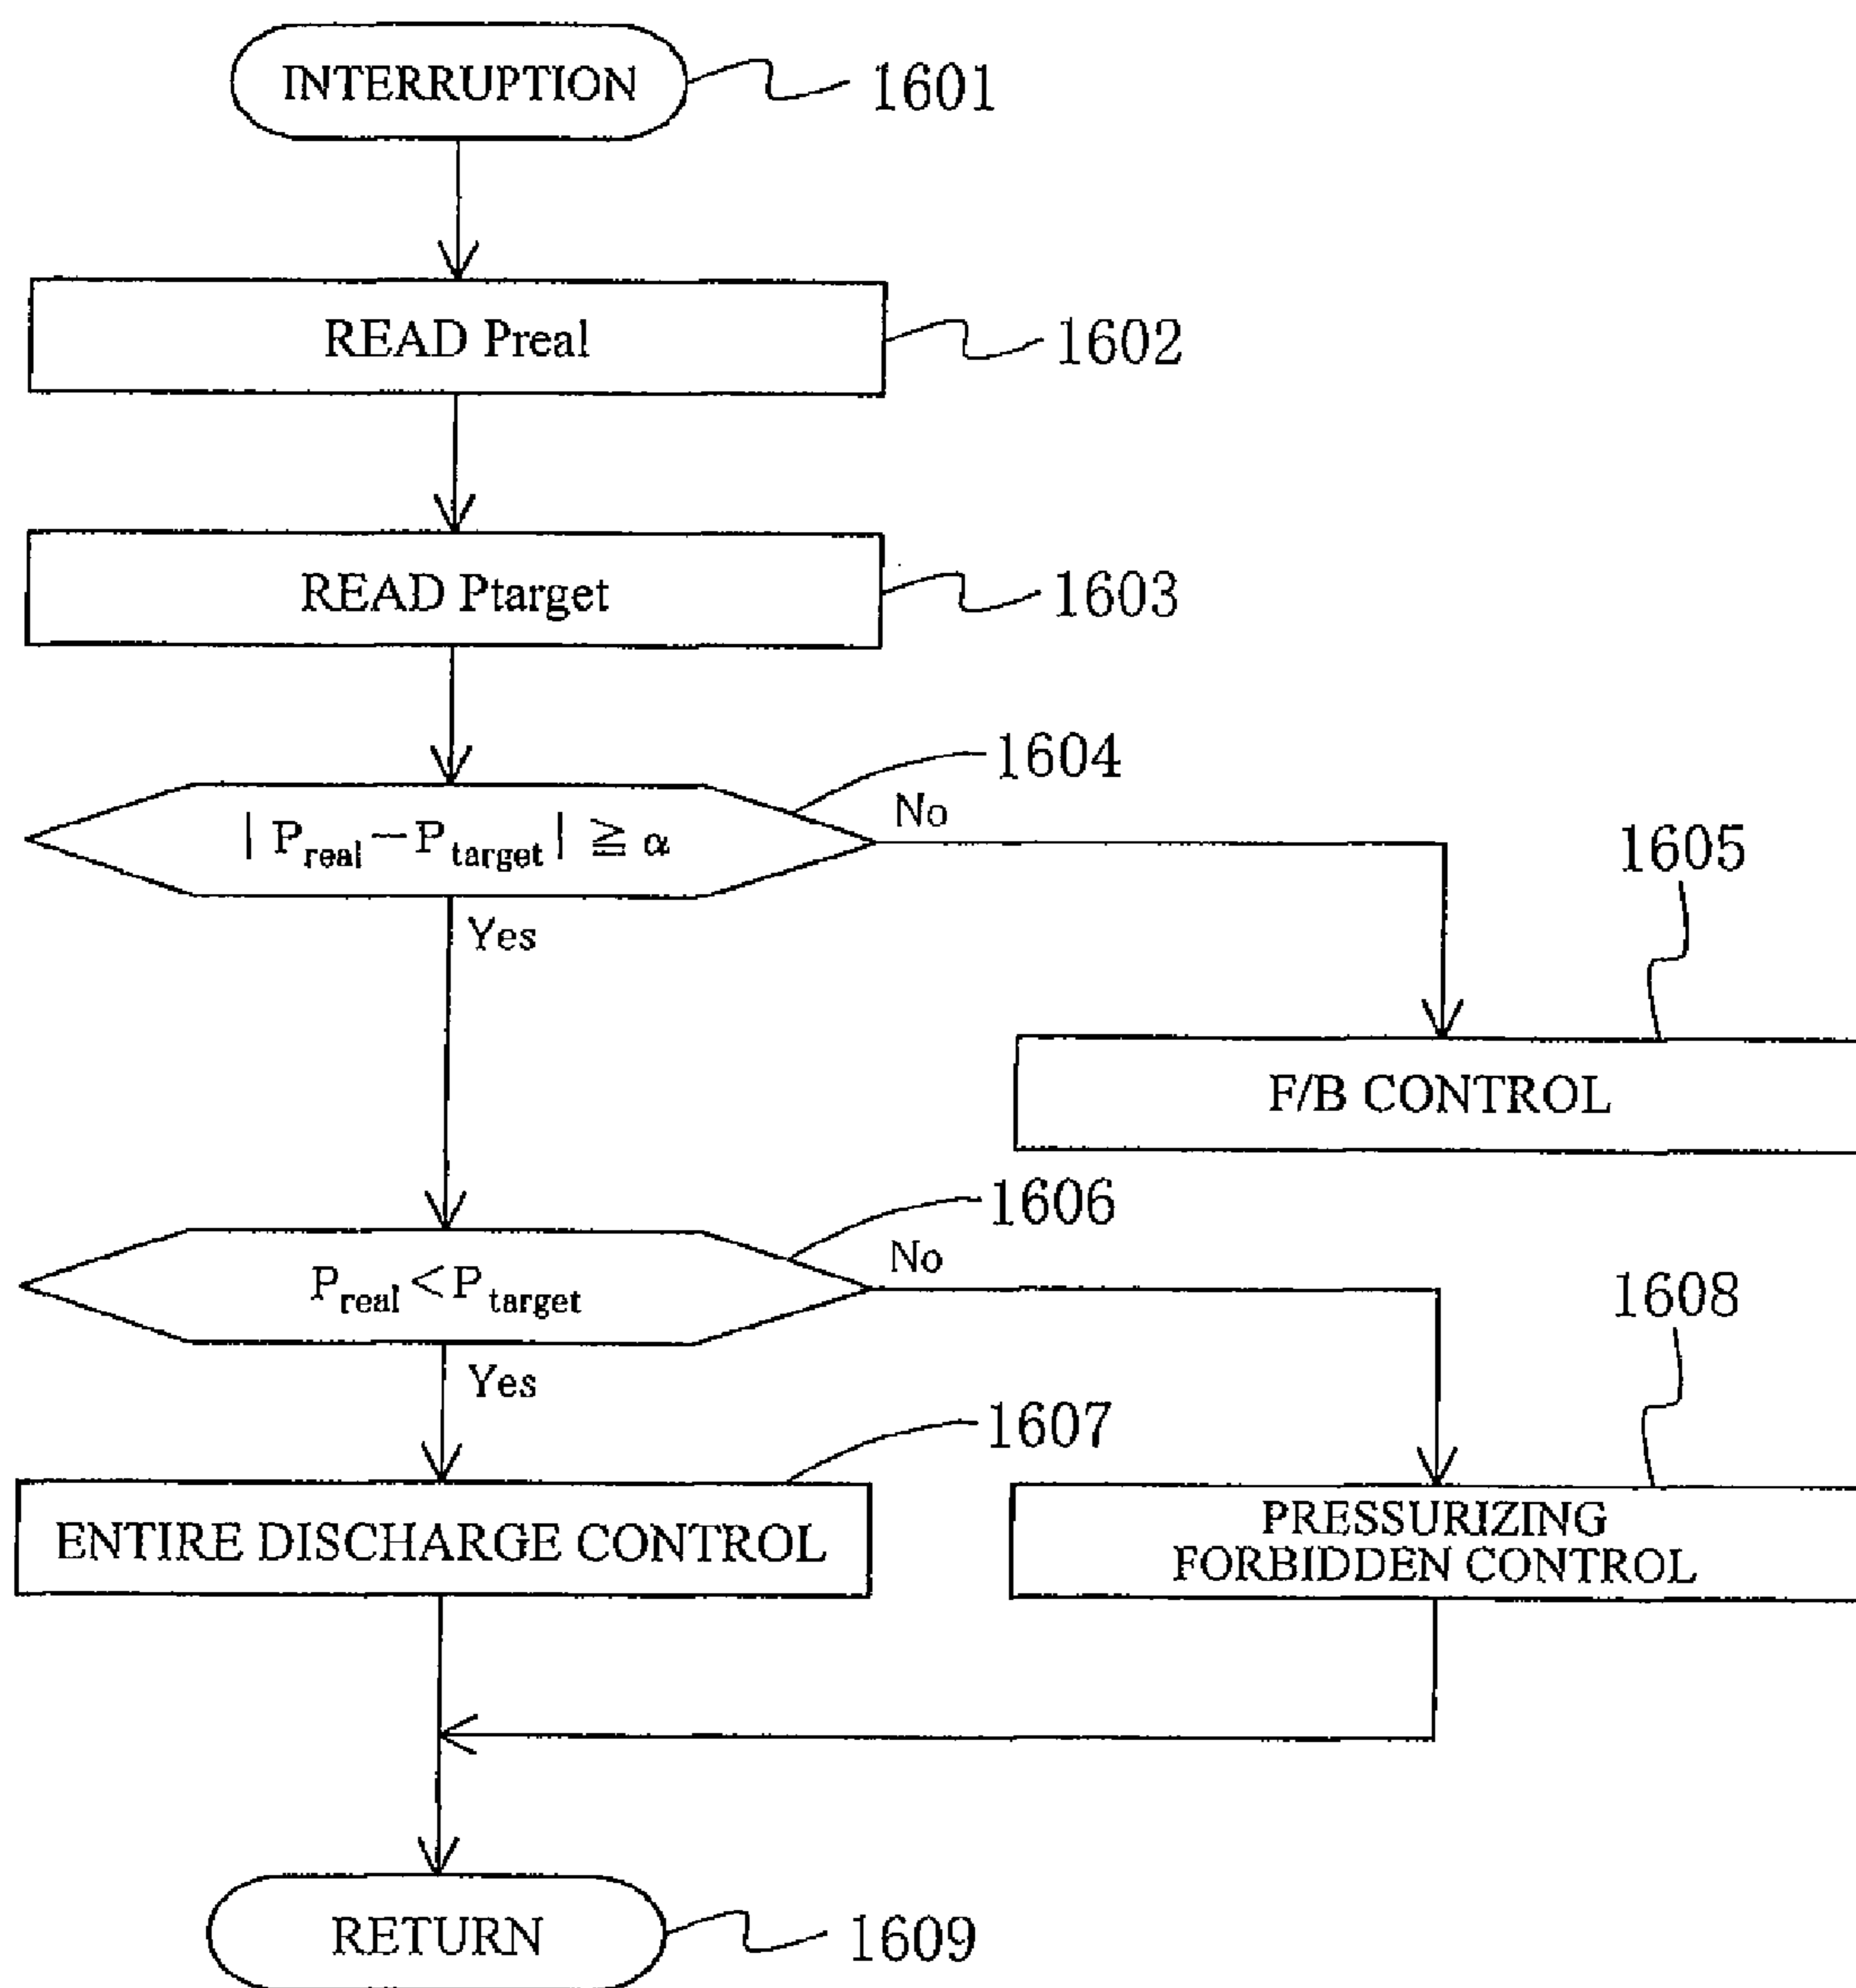 INTERRUPTION
1601
READ Preal
1602
READ Ptarget
1603
1604
| Preal − Ptarget | ≧ α
No
Yes
1605
F/B CONTROL
1606
Preal < Ptarget
No
Yes
1608
1607
ENTIRE DISCHARGE CONTROL
PRESSURIZING
FORBIDDEN CONTROL
RETURN
1609